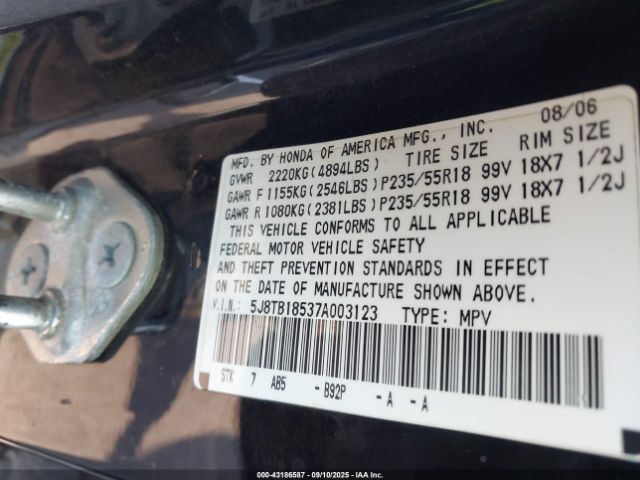 08/06
MFD. BY HONDA OF AMERICA MFG., INC.
GVWR 2220KG(4894LBS) TIRE SIZE RIM SIZE
GAWR F 1155KG(2546LBS)P235/55R18 99V 18X7 1/2J
GAWR R 1080KG(2381LBS)P235/55R18 99V 18X7 1/2J
THIS VEHICLE CONFORMS TO ALL APPLICABLE
FEDERAL MOTOR VEHICLE SAFETY
AND THEFT PREVENTION STANDARDS IN EFFECT
ON THE DATE OF MANUFACTURE SHOWN ABOVE.
V.I.N.: 5J8TB18537A003123 TYPE: MPV
STK 7 AB5 -B92P -A -A
000-43186587 - 09/10/2025 - IAA Inc.